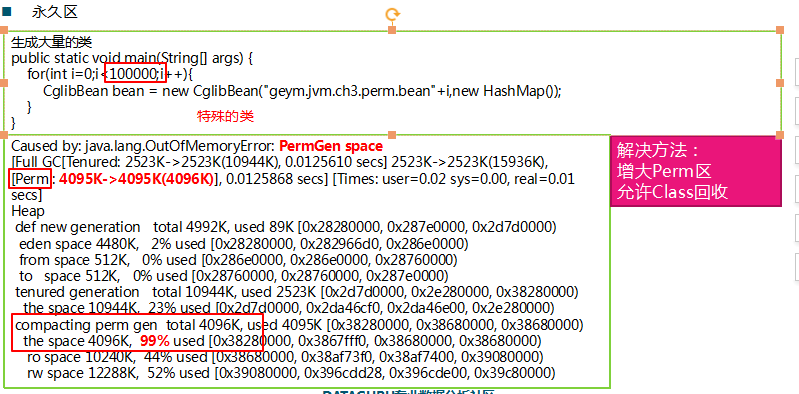 ■ 永久区
生成大量的类
public static void main(String[] args) {
for(int i=0;i<100000;i++){
CglibBean bean = new CglibBean("geym.jvm.ch3.perm.bean"+i,new HashMap());
}
特殊的类
}
Caused by: java.lang.OutOfMemoryError: PermGen space
[Full GC[Tenured: 2523K->2523K(10944K), 0.0125610 secs] 2523K->2523K(15936K),
[Perm : 4095K->4095K(4096K)], 0.0125868 secs] [Times: user=0.02 sys=0.00, real=0.01
secs]
Heap
def new generation total 4992K, used 89K [0x28280000, 0x287e0000, 0x2d7d0000)
eden space 4480K, 2% used [0x28280000, 0x282966d0, 0x286e0000)
from space 512K, 0% used [0x286e0000, 0x286e0000, 0x28760000)
to space 512K, 0% used [0x28760000, 0x28760000, 0x287e0000)
tenured generation total 10944K, used 2523K [0x2d7d0000, 0x2e280000, 0x38280000)
the space 10944K, 23% used [0x2d7d0000, 0x2da46cf0, 0x2da46e00, 0x2e280000)
compacting perm gen total 4096K, used 4095K [0x38280000, 0x38680000, 0x38680000)
the space 4096K, 99% used [0x38280000, 0x3867fff0, 0x38680000, 0x38680000)
ro space 10240K, 44% used [0x38680000, 0x38af73f0, 0x38af7400, 0x39080000)
rw space 12288K, 52% used [0x39080000, 0x396cdd28, 0x396cde00, 0x39c80000)
解决方法：
增大Perm区
允许Class回收
DATAGURU专业数据分析社区